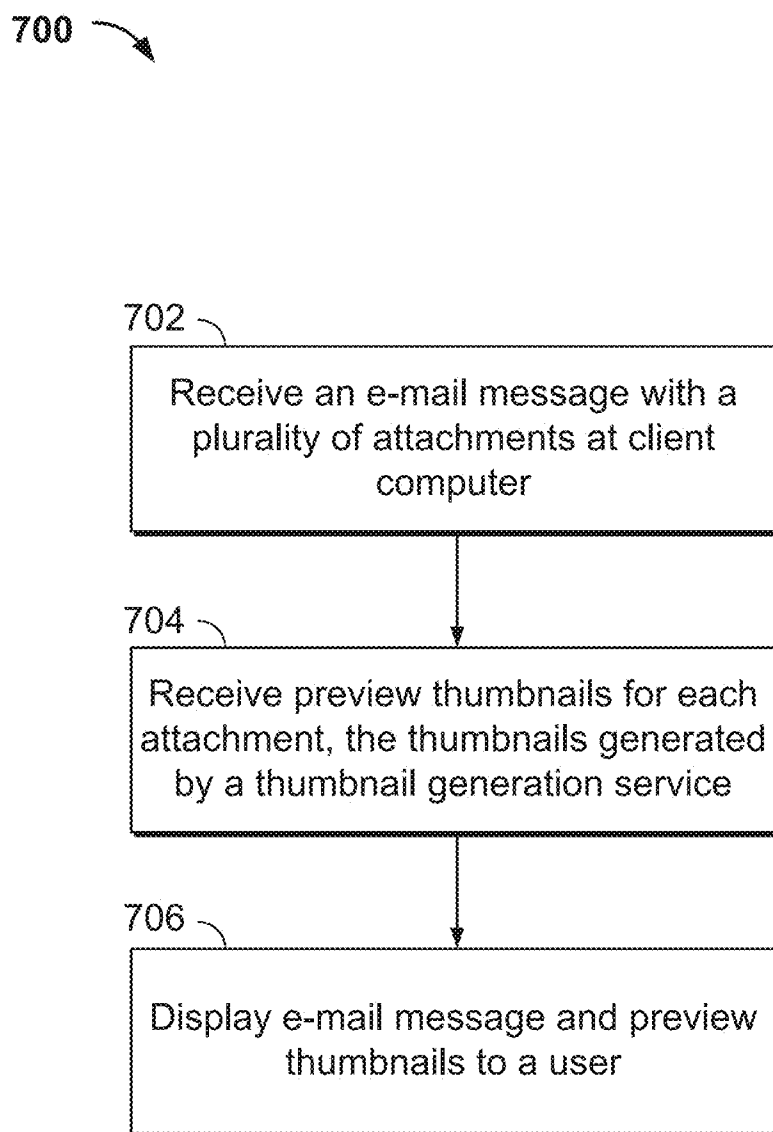 700
702
Receive an e-mail message with a
plurality of attachments at client
computer
704
Receive preview thumbnails for each
attachment, the thumbnails generated
by a thumbnail generation service
706
Display e-mail message and preview
thumbnails to a user